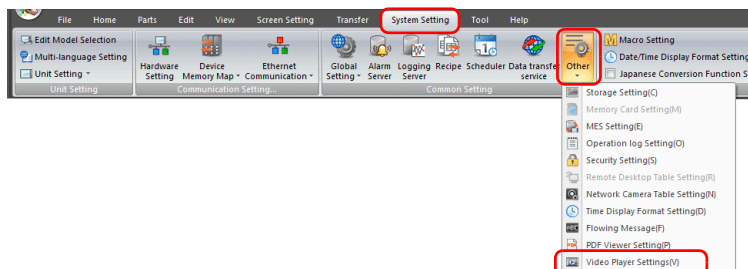 File Home Parts Edit View Screen Setting Transfer System Setting Tool Help
Edit Model Selection
Multi-language Setting
Unit Setting
Unit Setting
Hardware Setting
Device Memory Map
Ethernet Communication
Communication Setting...
Global Setting
Alarm Server
Logging Server
Recipe
Scheduler
Data transfer service
Common Setting
Other
Macro Setting
Date/Time Display Format Setting
Japanese Conversion Function S
Storage Setting(C)
Memory Card Setting(M)
MES Setting(E)
Operation log Setting(O)
Security Setting(S)
Remote Desktop Table Setting(R)
Network Camera Table Setting(N)
Time Display Format Setting(D)
Flowing Message(F)
PDF Viewer Setting(P)
Video Player Settings(V)